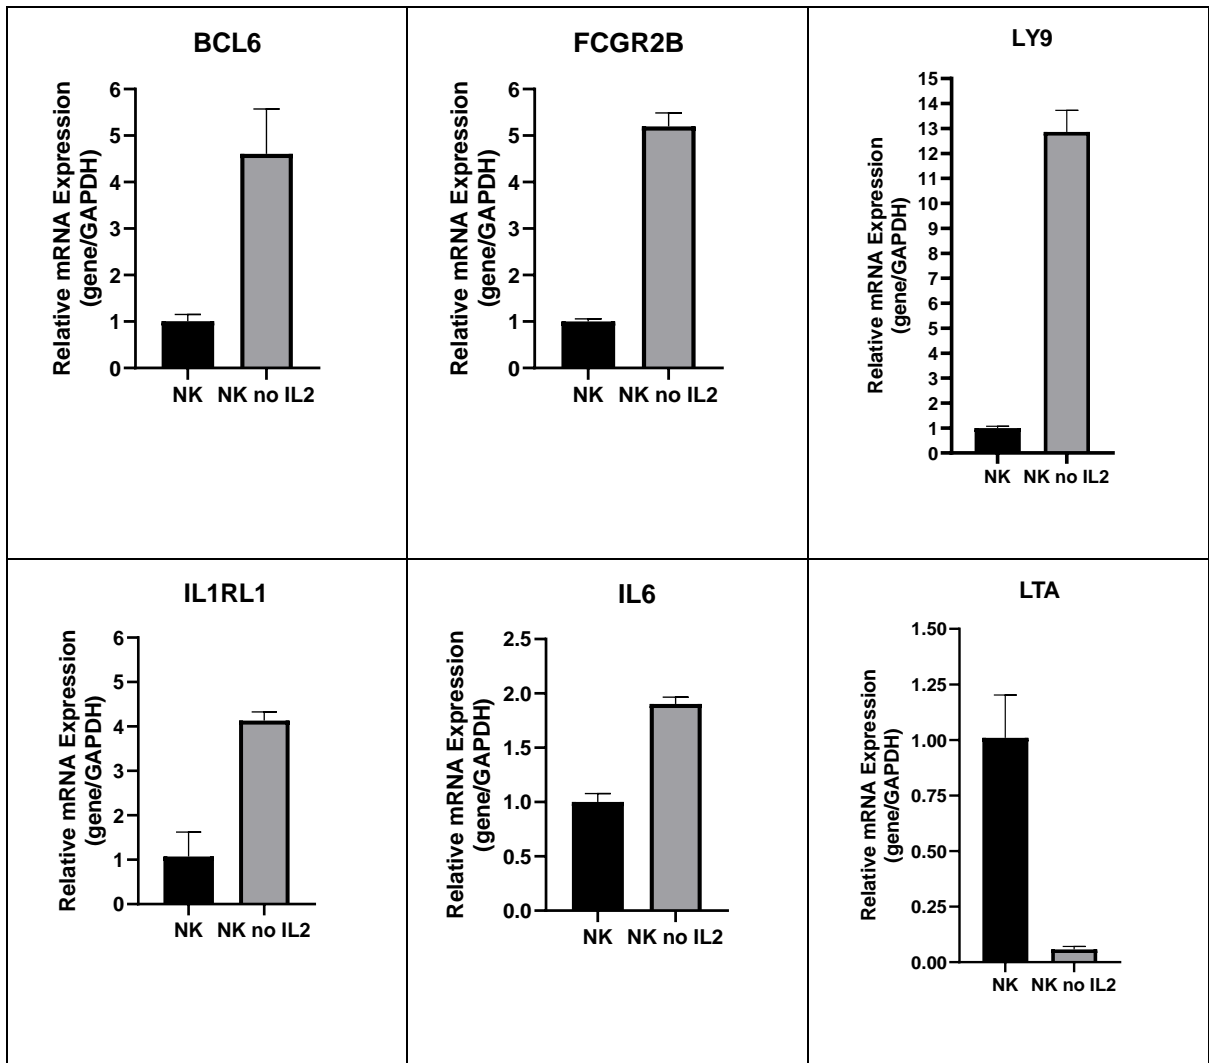 BCL6
Relative mRNA Expression
(gene/GAPDH)
6
5
4
3
2
1
0
NK NK no IL2
FCGR2B
Relative mRNA Expression
(gene/GAPDH)
6
5
4
3
2
1
0
NK NK no IL2
LY9
Relative mRNA Expression
(gene/GAPDH)
15
14
13
12
11
10
9
8
7
6
5
4
3
2
1
0
NK NK no IL2
IL1RL1
Relative mRNA Expression
(gene/GAPDH)
6
5
4
3
2
1
0
NK NK no IL2
IL6
Relative mRNA Expression
(gene/GAPDH)
2.5
2.0
1.5
1.0
0.5
0.0
NK NK no IL2
LTA
Relative mRNA Expression
(gene/GAPDH)
1.50
1.25
1.00
0.75
0.50
0.25
0.00
NK NK no IL2